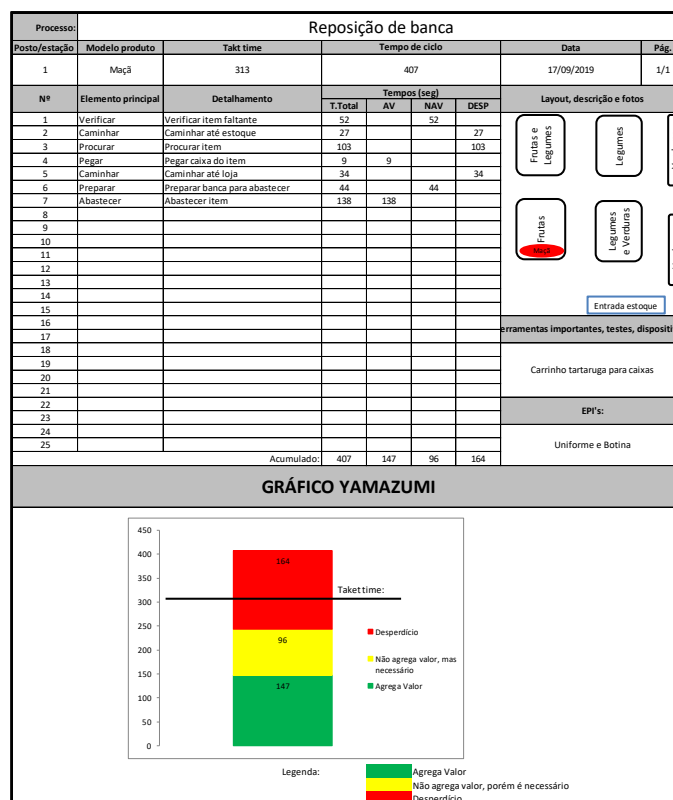 Processo: Reposição de banca
Posto/estação Modelo produto Takt time Tempo de ciclo Data Pág.
1 Maçã 313 407 17/09/2019 1/1
Nº Elemento principal Detalhamento Tempos (seg) Layout, descrição e fotos
T.Total AV NAV DESP
1 Verificar Verificar item faltante 52 52
2 Caminhar Caminhar até estoque 27 27
3 Procurar Procurar item 103 103
4 Pegar Pegar caixa do item 9 9
5 Caminhar Caminhar até loja 34 34
6 Preparar Preparar banca para abastecer 44 44
7 Abastecer Abastecer item 138 138
8
9
10
11
12
13
14
15
16
17
18
19
20
21
22
23
24
25
Acumulado: 407 147 96 164
Frutas e
Legumes
Legumes
Frutas
Maçã
Legumes
e Verduras
Entrada estoque
erramentas importantes, testes, dispositi
Carrinho tartaruga para caixas
EPI's:
Uniforme e Botina
GRÁFICO YAMAZUMI
450
400
350
300
250
200
150
100
50
0
164
96
147
Takettime:
Desperdício
Não agrega valor, mas
necessário
Agrega Valor
Legenda:
Agrega Valor
Não agrega valor, porém é necessário
Desperdício